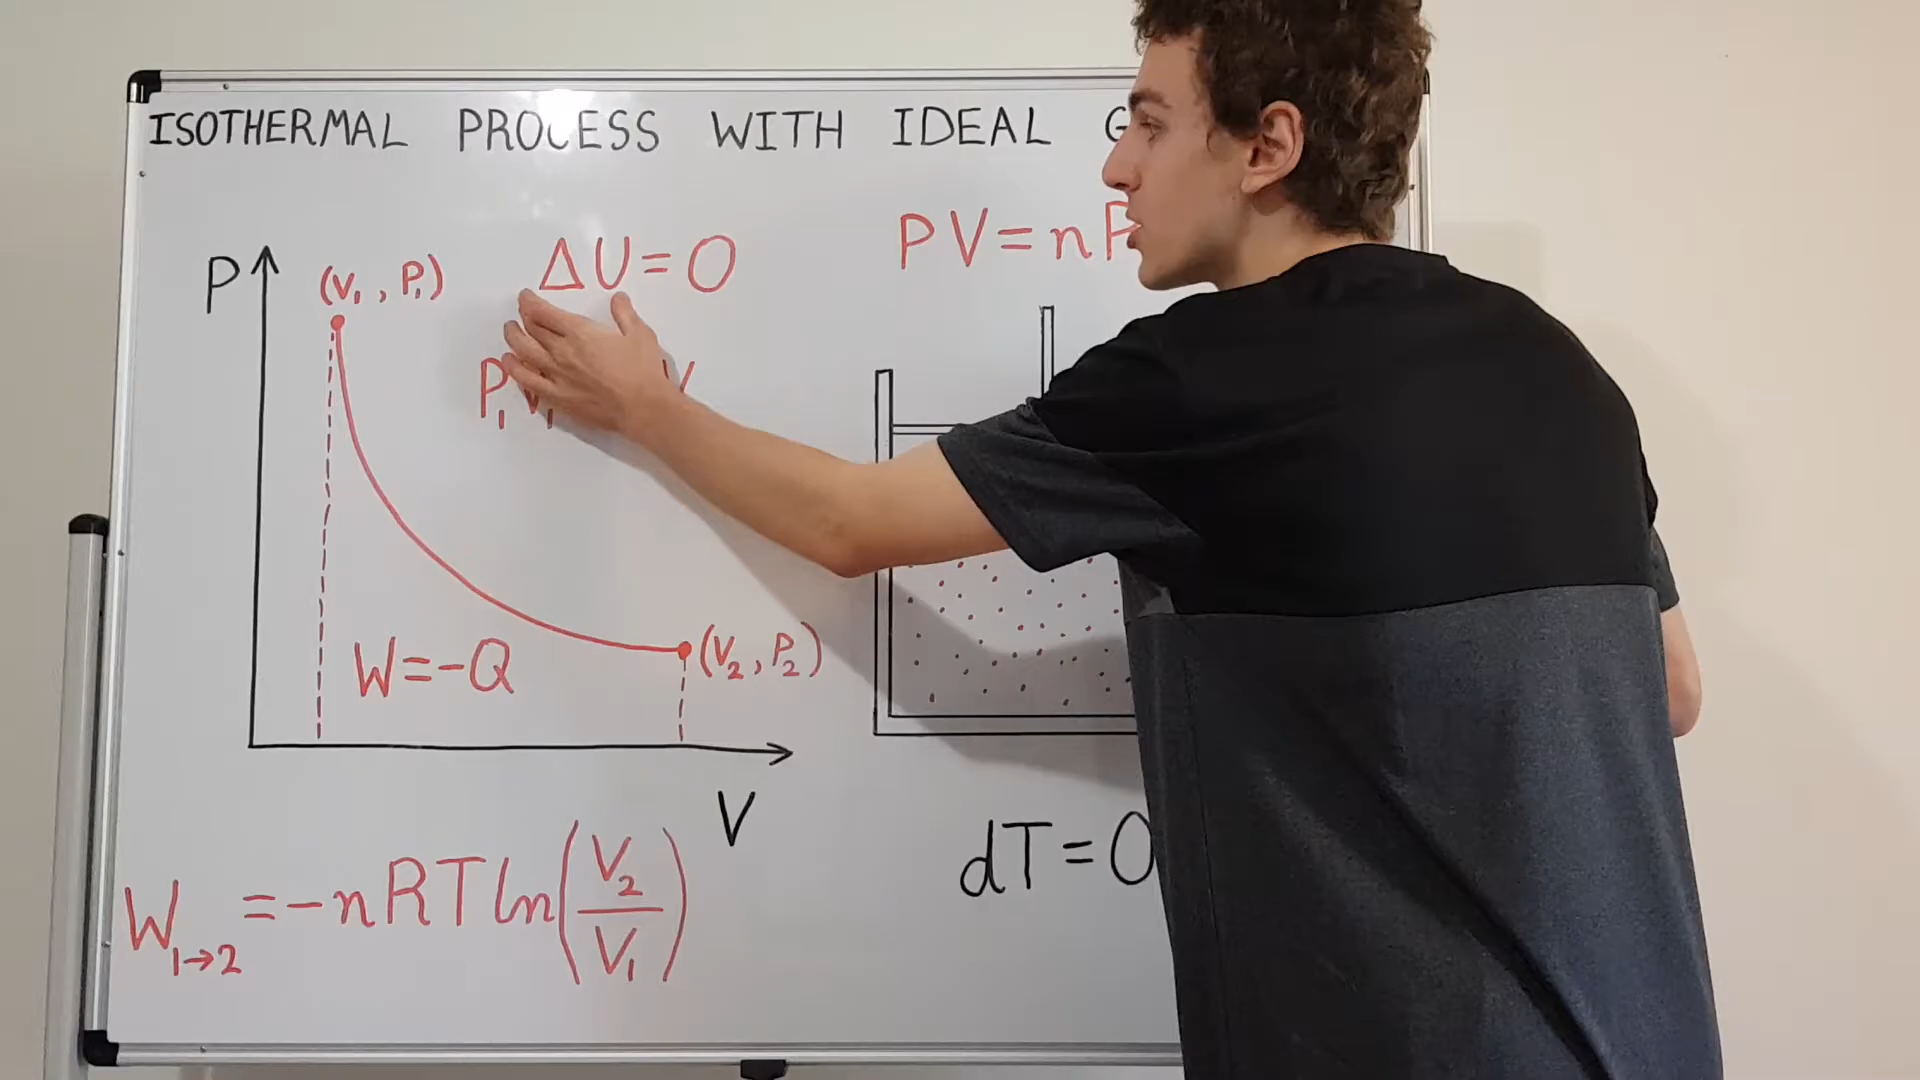 ISOTHERMAL PROCESS WITH IDEAL G
P
(V₁, P₁)
ΔU=0
PV=n
P₁V₁ V
W=-Q
(V₂, P₂)
V
dT=0
W₁→₂ = -nRT ln(V₂/V₁)